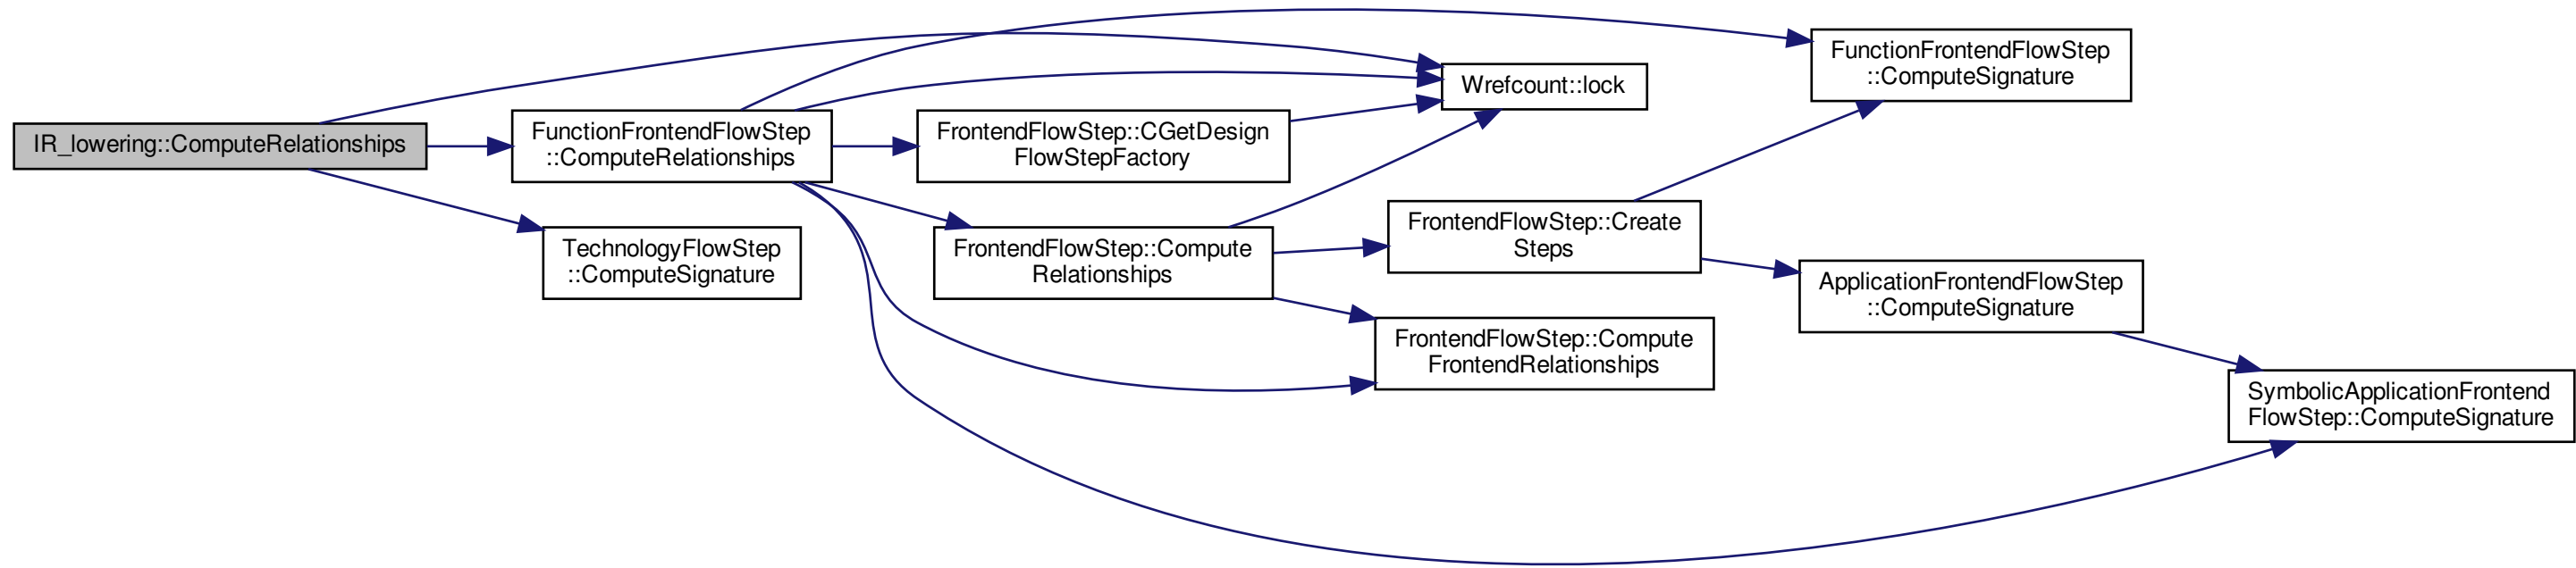 IR_lowering::ComputeRelationships
FunctionFrontendFlowStep
::ComputeRelationships
TechnologyFlowStep
::ComputeSignature
FrontendFlowStep::CGetDesign
FlowStepFactory
FrontendFlowStep::Compute
Relationships
Wrefcount::lock
FrontendFlowStep::Create
Steps
FrontendFlowStep::Compute
FrontendRelationships
FunctionFrontendFlowStep
::ComputeSignature
ApplicationFrontendFlowStep
::ComputeSignature
SymbolicApplicationFrontend
FlowStep::ComputeSignature